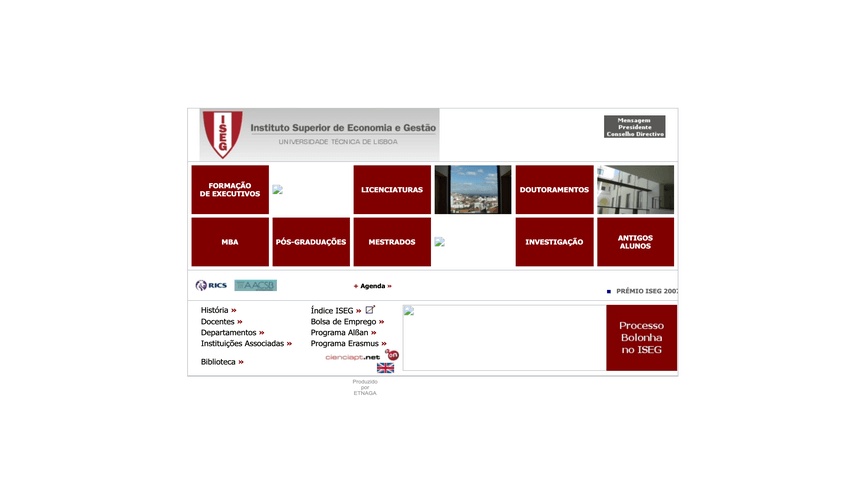 ISEG
Instituto Superior de Economia e Gestão
UNIVERSIDADE TÉCNICA DE LISBOA
Mensagem
Presidente
Conselho Directivo
FORMAÇÃO
DE EXECUTIVOS
LICENCIATURAS
DOUTORAMENTOS
MBA
PÓS-GRADUAÇÕES
MESTRADOS
INVESTIGAÇÃO
ANTIGOS
ALUNOS
RICS
AACSB
Agenda »
PRÉMIO ISEG 2007
História »
Índice ISEG »
Docentes »
Bolsa de Emprego »
Departamentos »
Programa Alßan »
Instituições Associadas »
Programa Erasmus »
cienciapt.net
b on
Biblioteca »
Processo
Bolonha
no ISEG
Produzido
por
ETNAGA